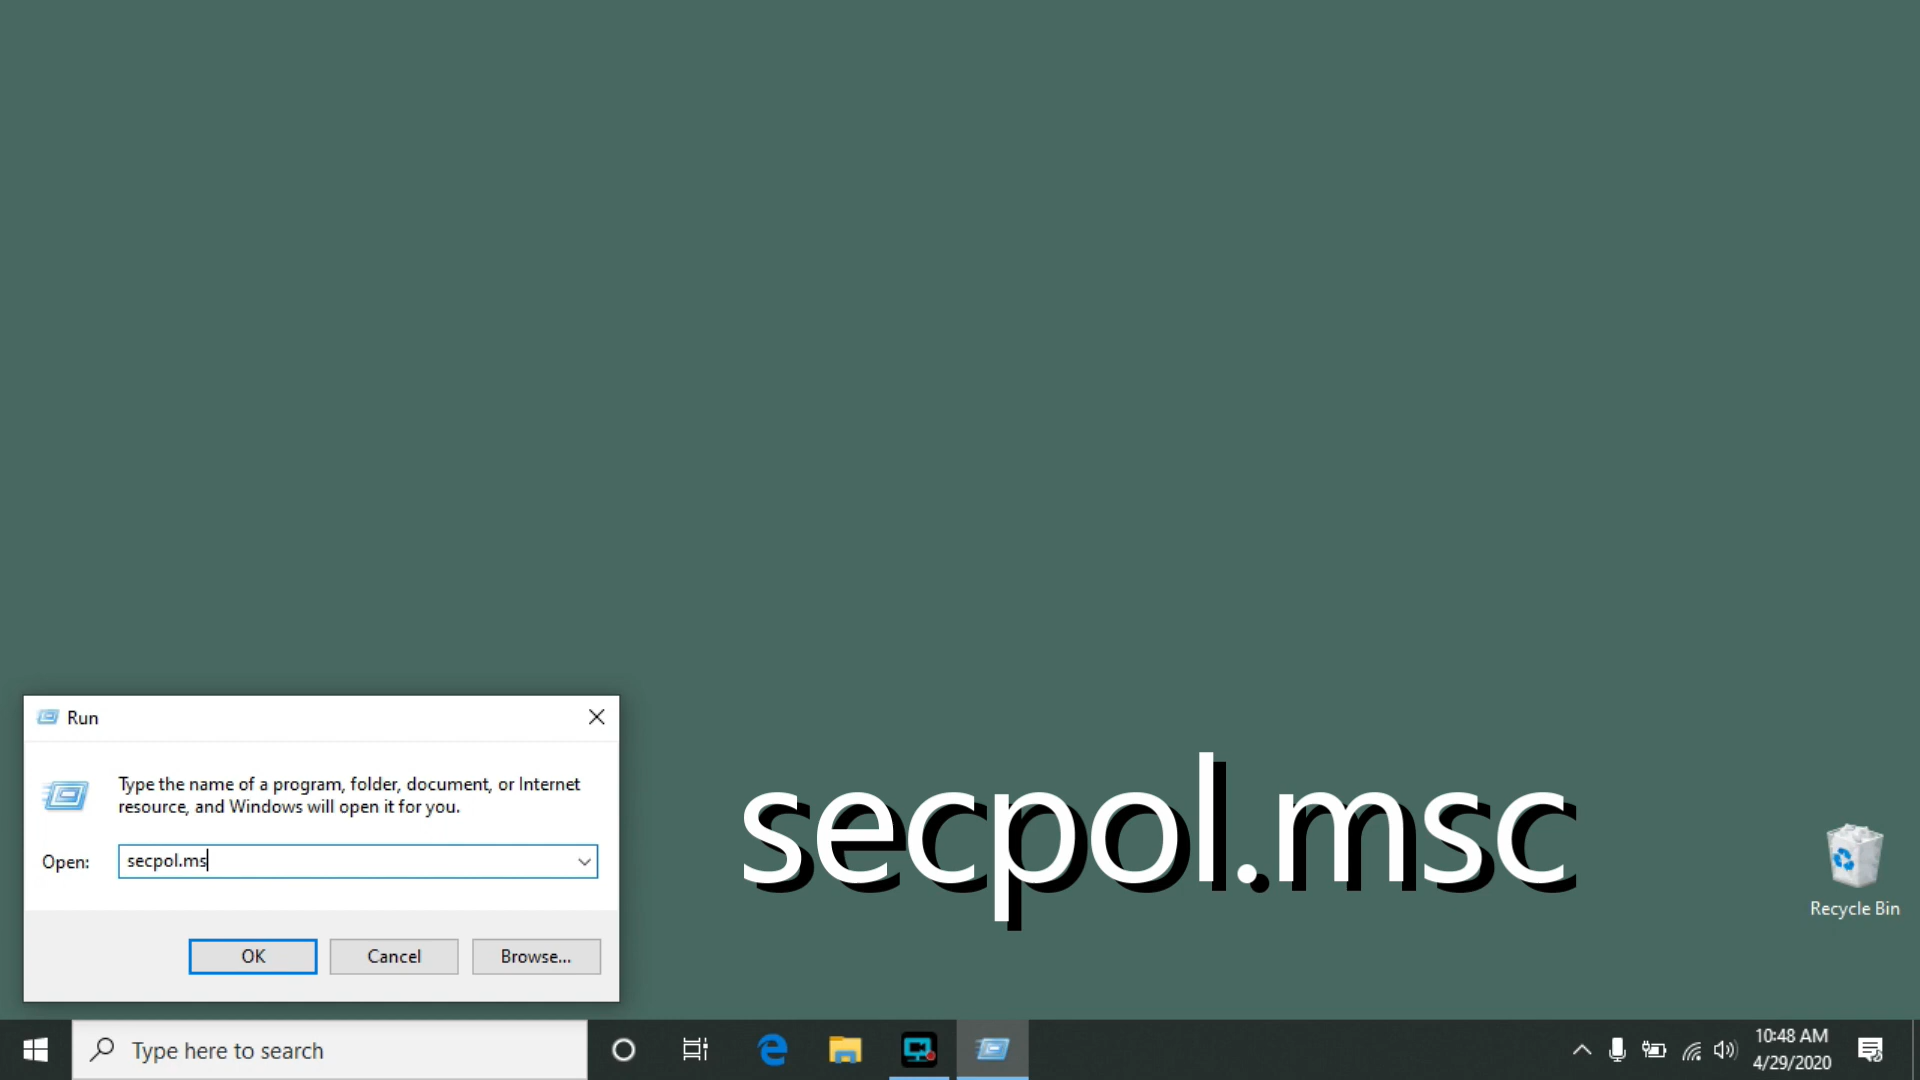 Run
Type the name of a program, folder, document, or Internet
resource, and Windows will open it for you.
Open:
secpol.ms
OK
Cancel
Browse...
secpol.msc
Recycle Bin
Type here to search
10:48 AM
4/29/2020